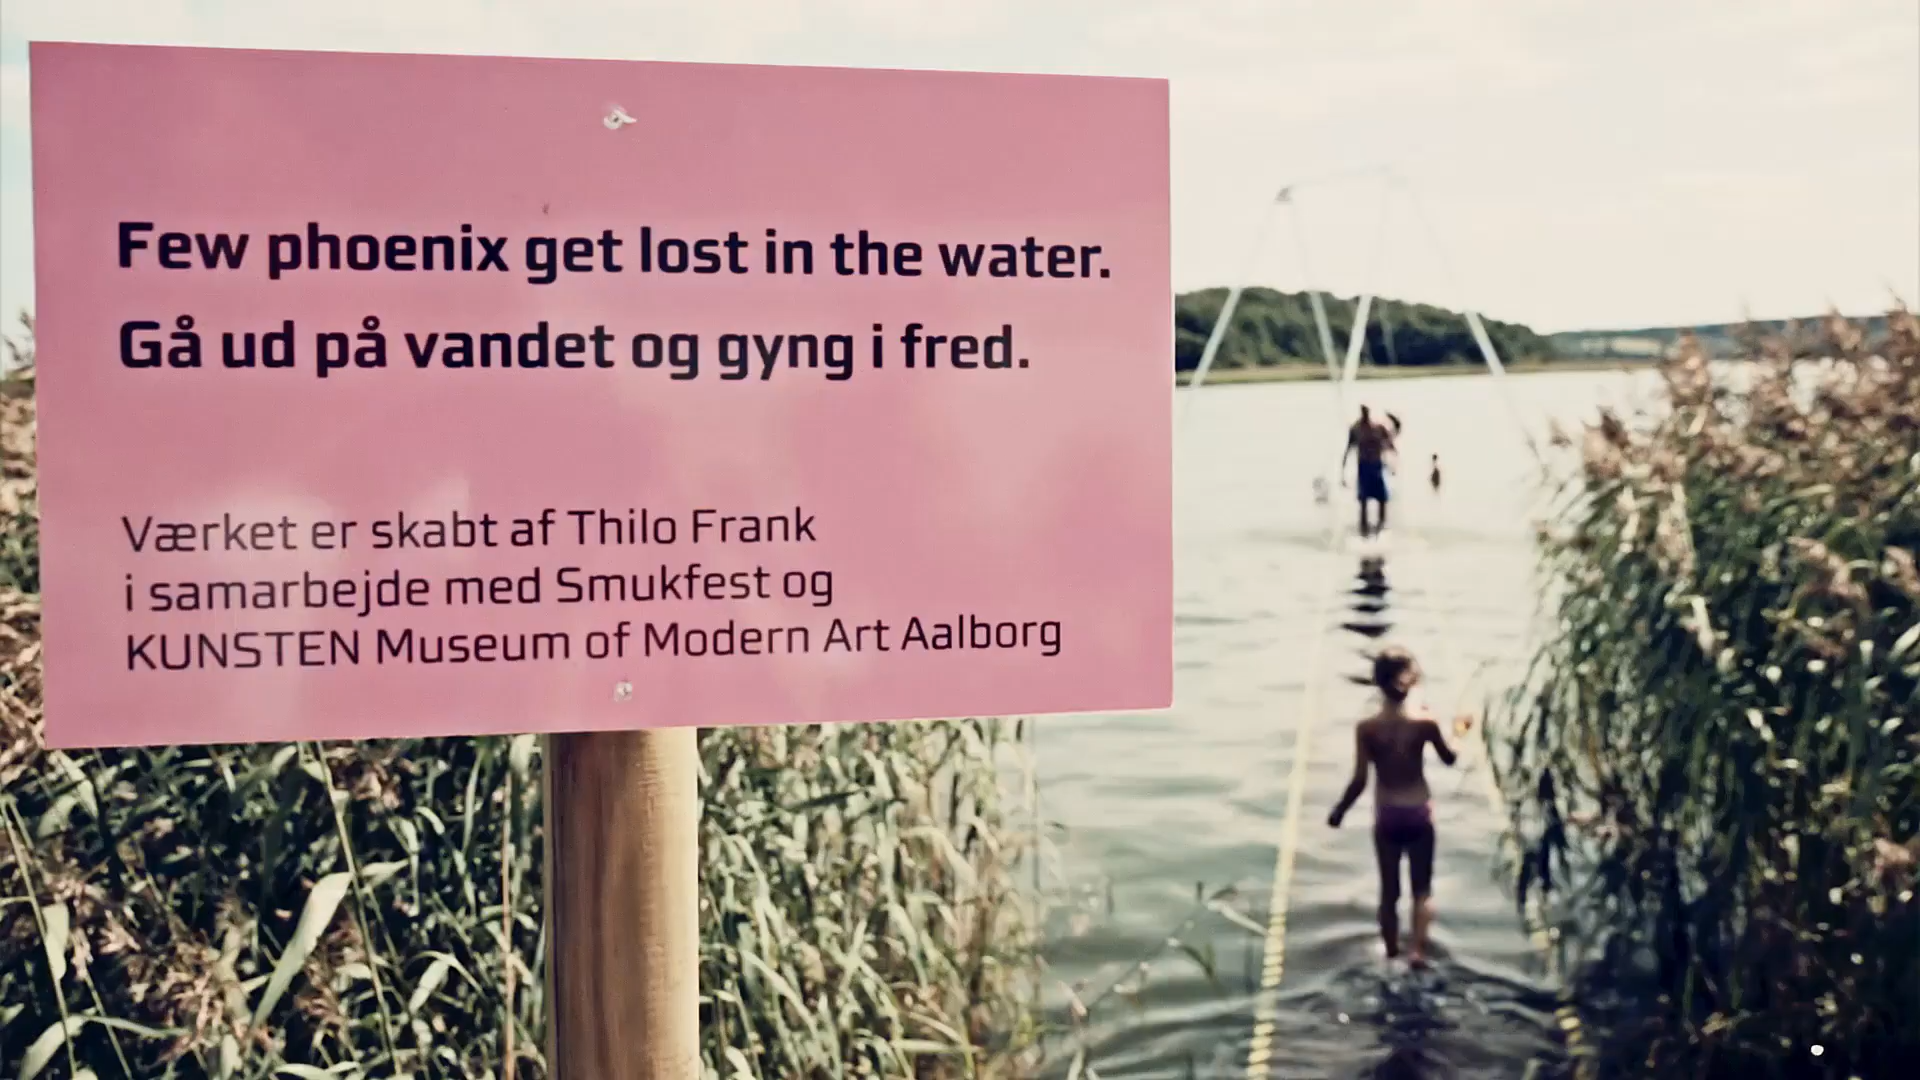 Few phoenix get lost in the water.
Gå ud på vandet og gyng i fred.
Værket er skabt af Thilo Frank
i samarbejde med Smukfest og
KUNSTEN Museum of Modern Art Aalborg